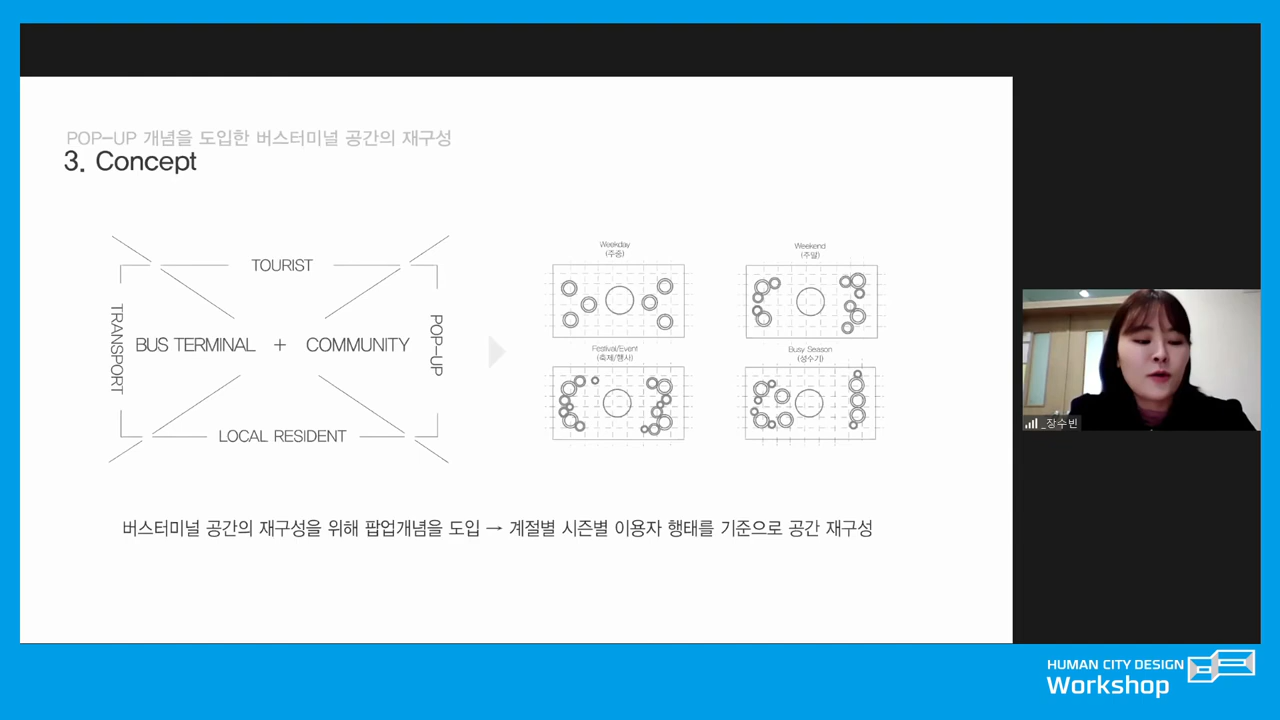 POP-UP 개념을 도입한 버스터미널 공간의 재구성
3. Concept
TOURIST
TRANSPORT
BUS TERMINAL + COMMUNITY
POP-UP
LOCAL RESIDENT
Weekday
(주중)
Weekend
(주말)
Festival/Event
(축제/행사)
Busy Season
(성수기)
버스터미널 공간의 재구성을 위해 팝업개념을 도입 → 계절별 시즌별 이용자 행태를 기준으로 공간 재구성
_장수빈
HUMAN CITY DESIGN
Workshop